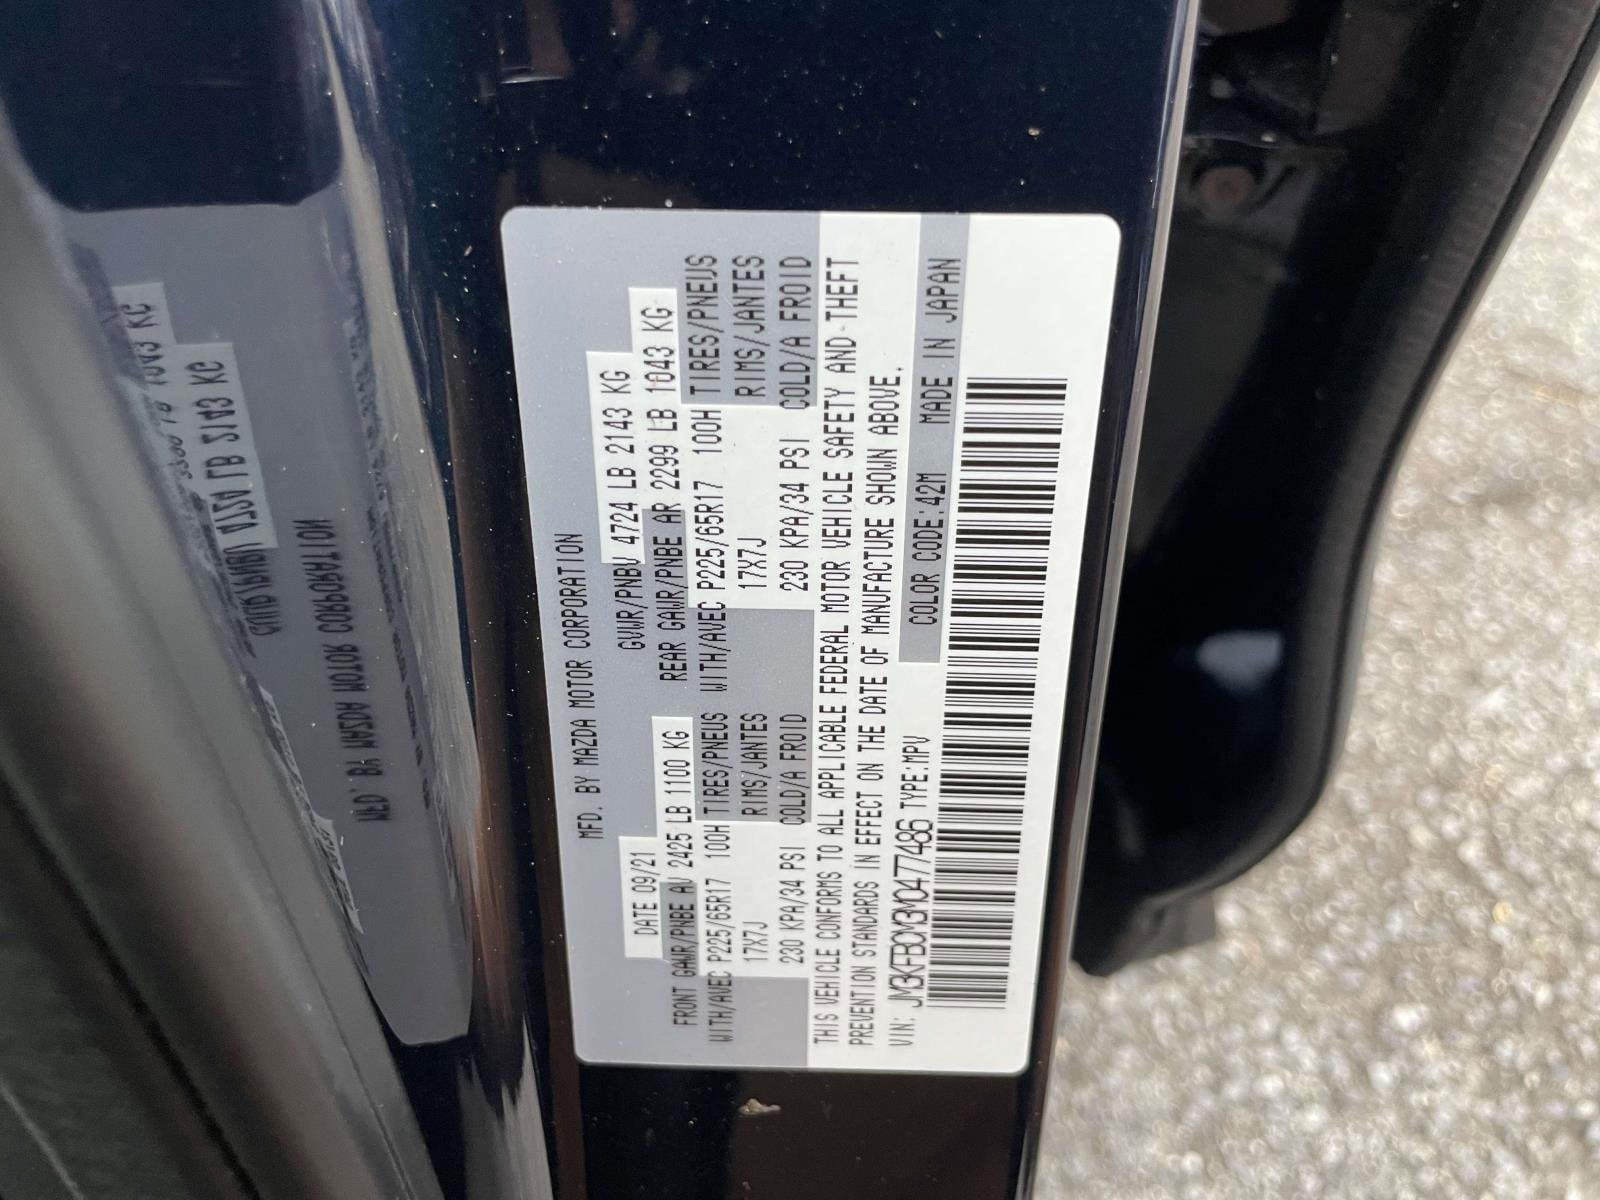 MFD. BY MAZDA MOTOR CORPORATION
DATE 09/21 GVWR/PNBV 4724 LB 2143 KG
FRONT GAWR/PNBE AV 2425 LB 1100 KG REAR GAWR/PNBE AR 2299 LB 1043 KG
WITH/AVEC P225/65R17 100H TIRES/PNEUS WITH/AVEC P225/65R17 100H TIRES/PNEUS
17X7J RIMS/JANTES 17X7J RIMS/JANTES
230 KPA/34 PSI COLD/A FROID 230 KPA/34 PSI COLD/A FROID
THIS VEHICLE CONFORMS TO ALL APPLICABLE FEDERAL MOTOR VEHICLE SAFETY AND THEFT
PREVENTION STANDARDS IN EFFECT ON THE DATE OF MANUFACTURE SHOWN ABOVE.
VIN: JM3KFBCM3M0477486 TYPE:MPV COLOR CODE:42M MADE IN JAPAN